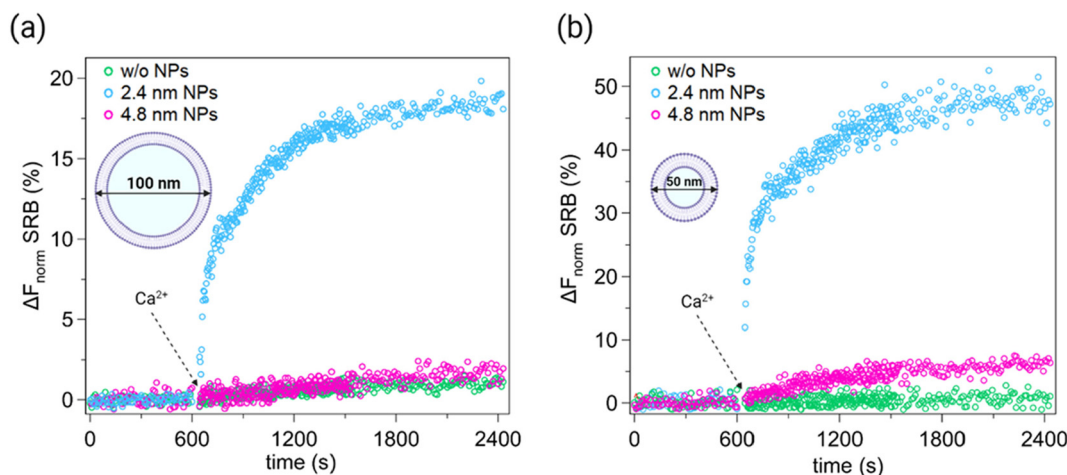 (a)
20
15
10
5
0
ΔF_norm SRB (%)
w/o NPs
2.4 nm NPs
4.8 nm NPs
100 nm
Ca²⁺
0 600 1200 1800 2400
time (s)
(b)
50
40
30
20
10
0
ΔF_norm SRB (%)
w/o NPs
2.4 nm NPs
4.8 nm NPs
50 nm
Ca²⁺
0 600 1200 1800 2400
time (s)